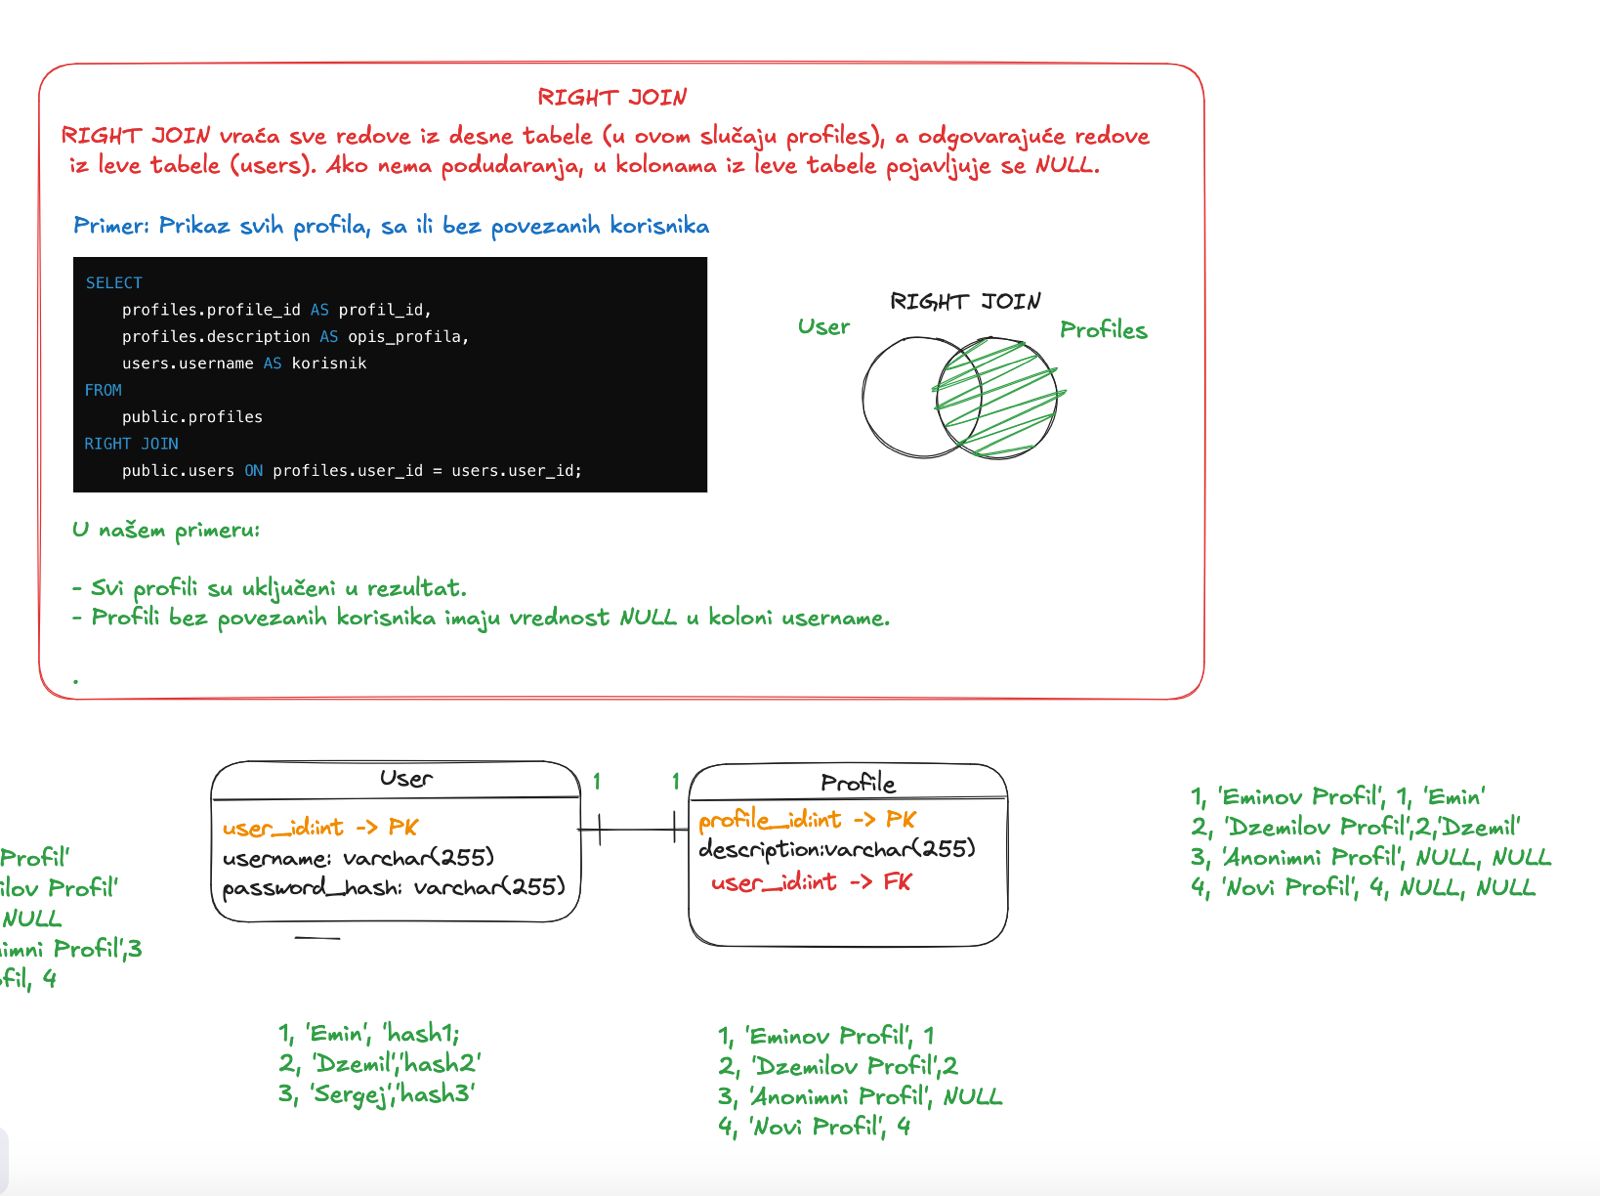 RIGHT JOIN
RIGHT JOIN vraća sve redove iz desne tabele (u ovom slučaju profiles), a odgovarajuće redove
iz leve tabele (users). Ako nema podudaranja, u kolonama iz leve tabele pojavljuje se NULL.
Primer: Prikaz svih profila, sa ili bez povezanih korisnika
SELECT
profiles.profile_id AS profil_id,
profiles.description AS opis_profila,
users.username AS korisnik
FROM
public.profiles
RIGHT JOIN
public.users ON profiles.user_id = users.user_id;
RIGHT JOIN
User
Profiles
U našem primeru:
- Svi profili su uključeni u rezultat.
- Profili bez povezanih korisnika imaju vrednost NULL u koloni username.
.
Profil'
ilov Profil'
NULL
imni Profil',3
ofil, 4
User
user_id:int -> PK
username: varchar(255)
password_hash: varchar(255)
1
1
Profile
profile_id:int -> PK
description:varchar(255)
user_id:int -> FK
1, 'Eminov Profil', 1, 'Emin'
2, 'Dzemilov Profil',2,'Dzemil'
3, 'Anonimni Profil', NULL, NULL
4, 'Novi Profil', 4, NULL, NULL
1, 'Emin', 'hash1;
2, 'Dzemil','hash2'
3, 'Sergej','hash3'
1, 'Eminov Profil', 1
2, 'Dzemilov Profil',2
3, 'Anonimni Profil', NULL
4, 'Novi Profil', 4